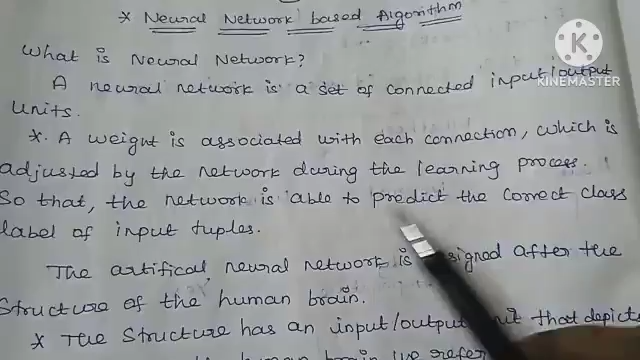 * Neural Network based Algorithm
KINEMASTER
What is Neural Network?
A neural network is a set of connected input/output
units.
*. A weight is associated with each connection, which is
adjusted by the network during the learning process.
So that, the network is able to predict the correct class
label of input tuples.
The artifical neural network is signed after the
Structure of the human brain.
* The Structure has an input/output that depicts
human brain